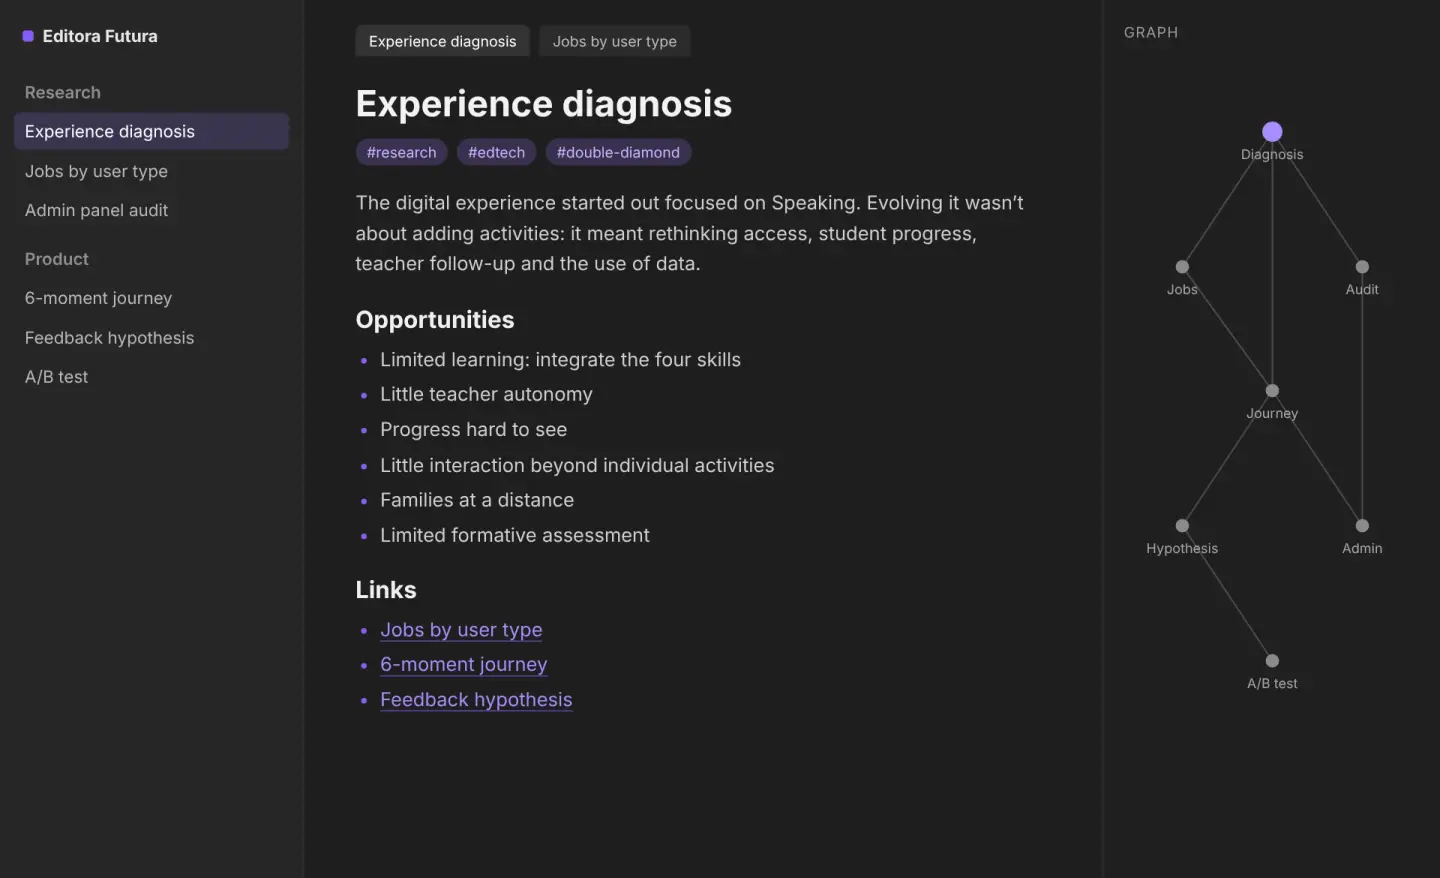 Editora Futura
Research
Experience diagnosis
Jobs by user type
Admin panel audit
Product
6-moment journey
Feedback hypothesis
A/B test
Experience diagnosis
Jobs by user type
Experience diagnosis
#research
#edtech
#double-diamond
The digital experience started out focused on Speaking. Evolving it wasn’t
about adding activities: it meant rethinking access, student progress,
teacher follow-up and the use of data.
Opportunities
• Limited learning: integrate the four skills
• Little teacher autonomy
• Progress hard to see
• Little interaction beyond individual activities
• Families at a distance
• Limited formative assessment
Links
• Jobs by user type
• 6-moment journey
• Feedback hypothesis
GRAPH
Diagnosis
Jobs
Audit
Journey
Hypothesis
Admin
A/B test